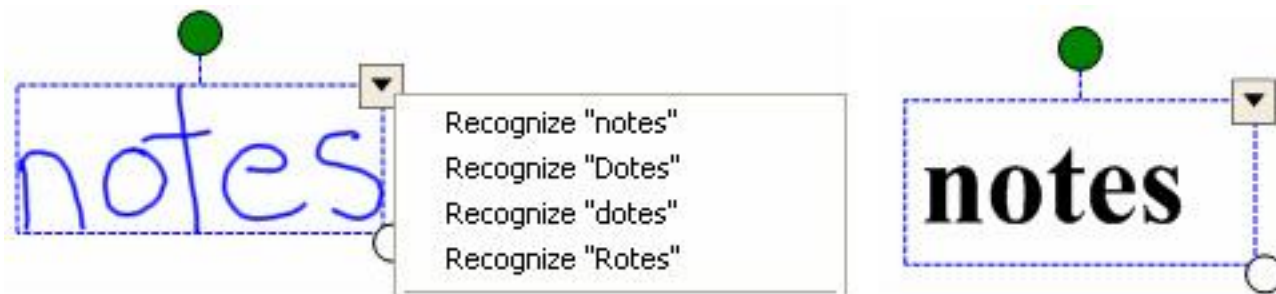 notes
Recognize "notes"
Recognize "Dotes"
Recognize "dotes"
Recognize "Rotes"
notes